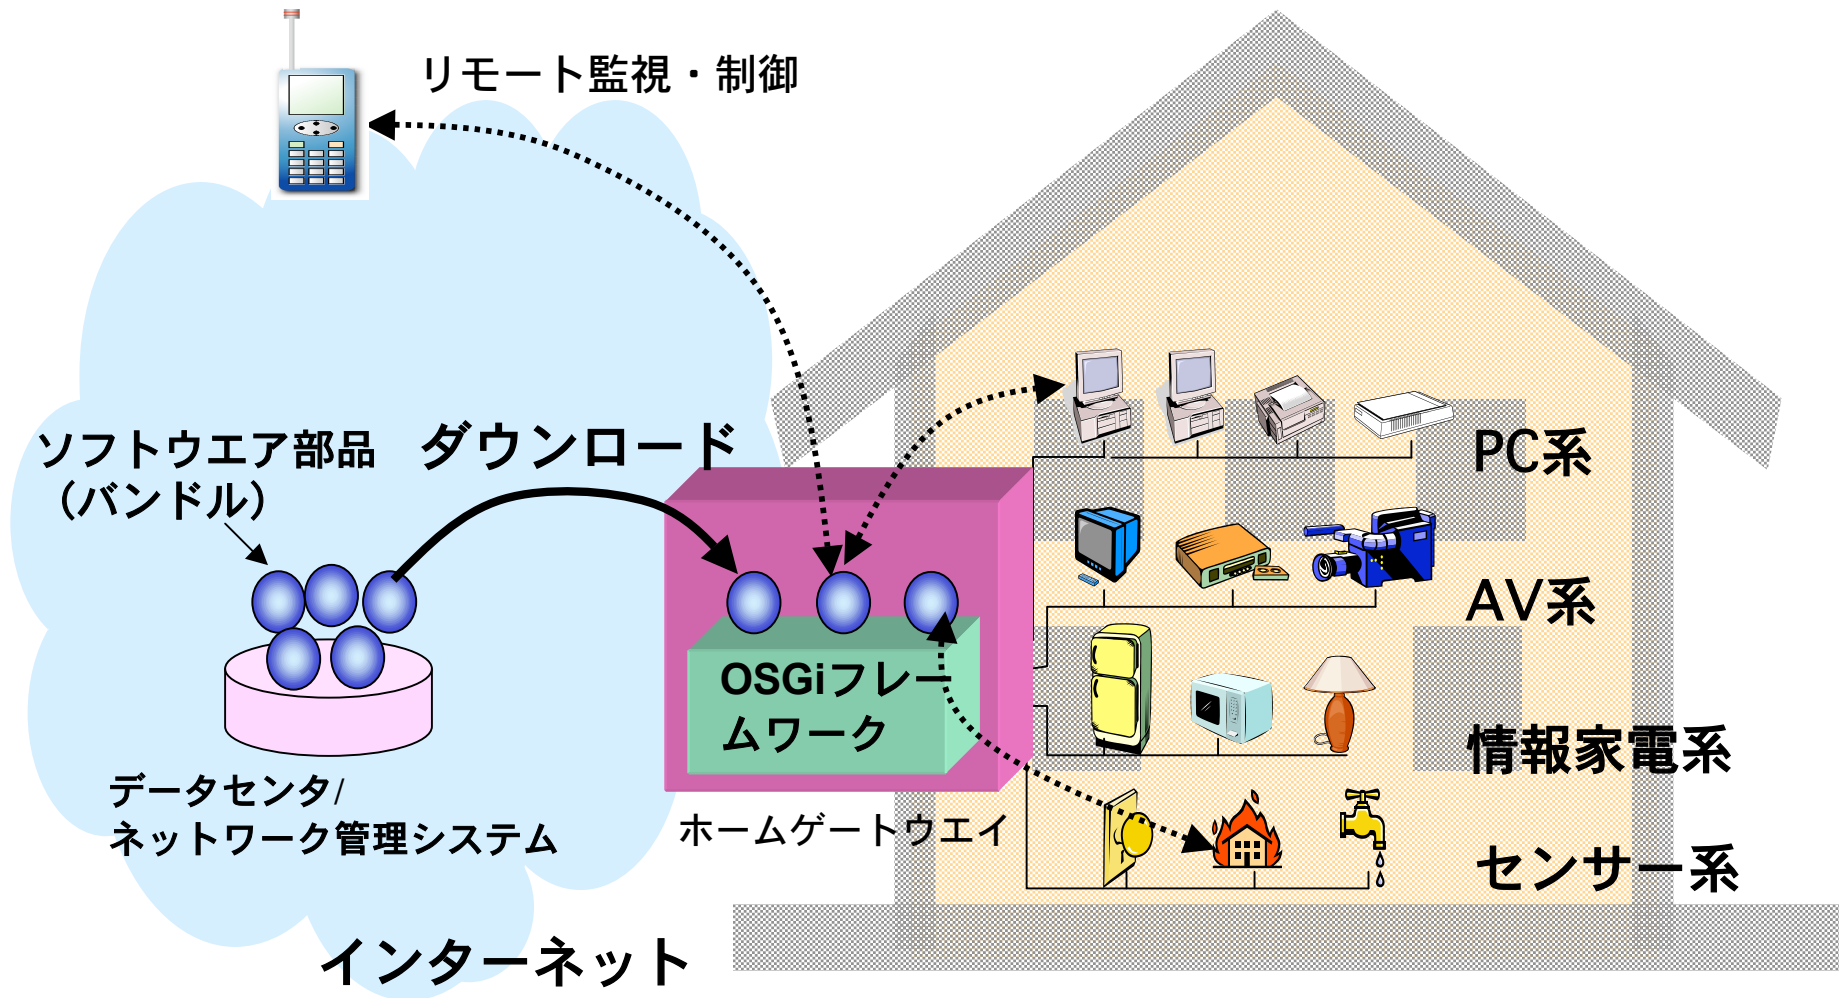 リモート監視・制御
ソフトウエア部品
（バンドル）
ダウンロード
PC系
AV系
OSGiフレー
ムワーク
情報家電系
データセンタ/
ネットワーク管理システム
ホームゲートウエイ
センサー系
インターネット